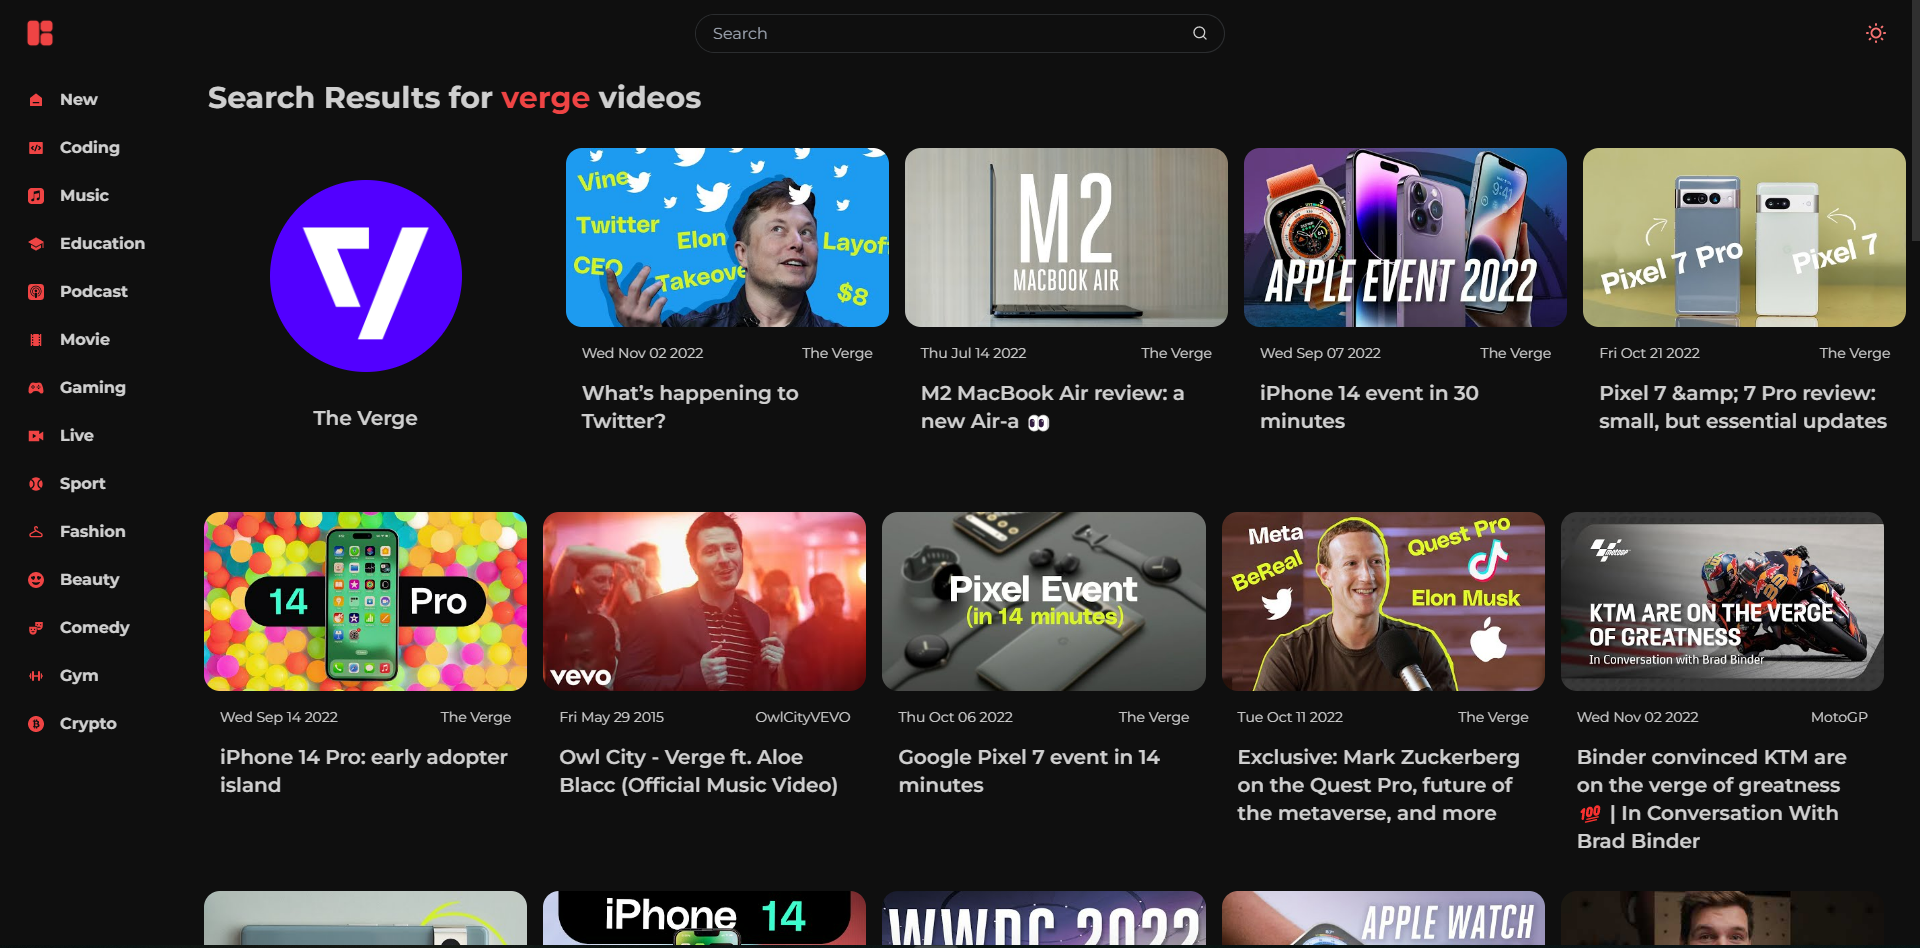 Search
New
Coding
Music
Education
Podcast
Movie
Gaming
Live
Sport
Fashion
Beauty
Comedy
Gym
Crypto
Search Results for verge videos
The Verge
Vine
Twitter
Elon
Layof
CEO
Takeove
$8
Wed Nov 02 2022 The Verge
What’s happening to
Twitter?
M2
MACBOOK AIR
Thu Jul 14 2022 The Verge
M2 MacBook Air review: a
new Air-a 👀
9:41
APPLE EVENT 2022
Wed Sep 07 2022 The Verge
iPhone 14 event in 30
minutes
Pixel 7 Pro
Pixel 7
Fri Oct 21 2022 The Verge
Pixel 7 &amp; 7 Pro review:
small, but essential updates
14 Pro
Wed Sep 14 2022 The Verge
iPhone 14 Pro: early adopter
island
vevo
Fri May 29 2015 OwlCityVEVO
Owl City - Verge ft. Aloe
Blacc (Official Music Video)
Pixel Event
(in 14 minutes)
Thu Oct 06 2022 The Verge
Google Pixel 7 event in 14
minutes
Meta
Quest Pro
BeReal
Elon Musk
Tue Oct 11 2022 The Verge
Exclusive: Mark Zuckerberg
on the Quest Pro, future of
the metaverse, and more
MotoGP
33
KTM ARE ON THE VERGE
OF GREATNESS
In Conversation with Brad Binder
Wed Nov 02 2022 MotoGP
Binder convinced KTM are
on the verge of greatness
💯 | In Conversation With
Brad Binder
iPhone 14
WWDC 2022
APPLE WATCH